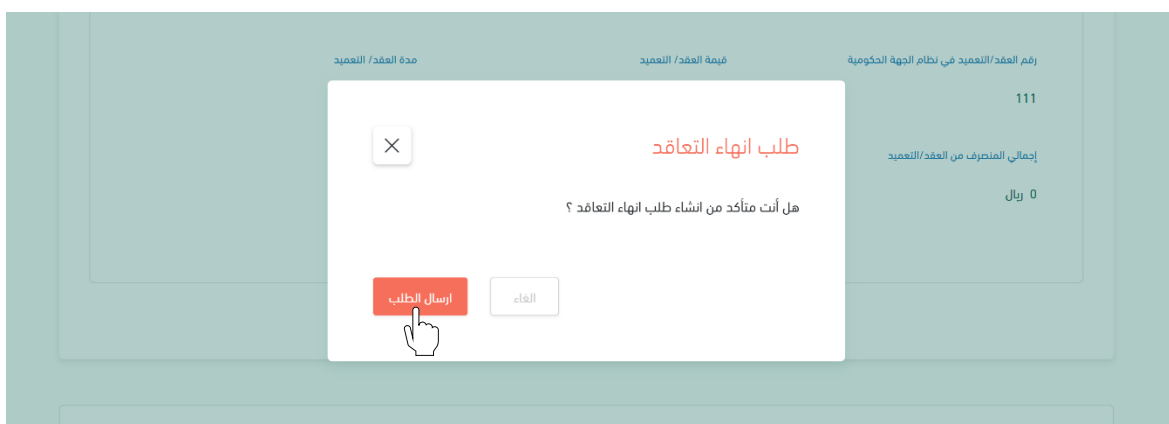 رقم العقد/التعميد في نظام الجهة الحكومية
قيمة العقد/ التعميد
مدة العقد/ التعميد
111
إجمالي المنصرف من العقد/التعميد
0 ريال
طلب انهاء التعاقد
هل أنت متأكد من انشاء طلب انهاء التعاقد ؟
الغاء
ارسال الطلب